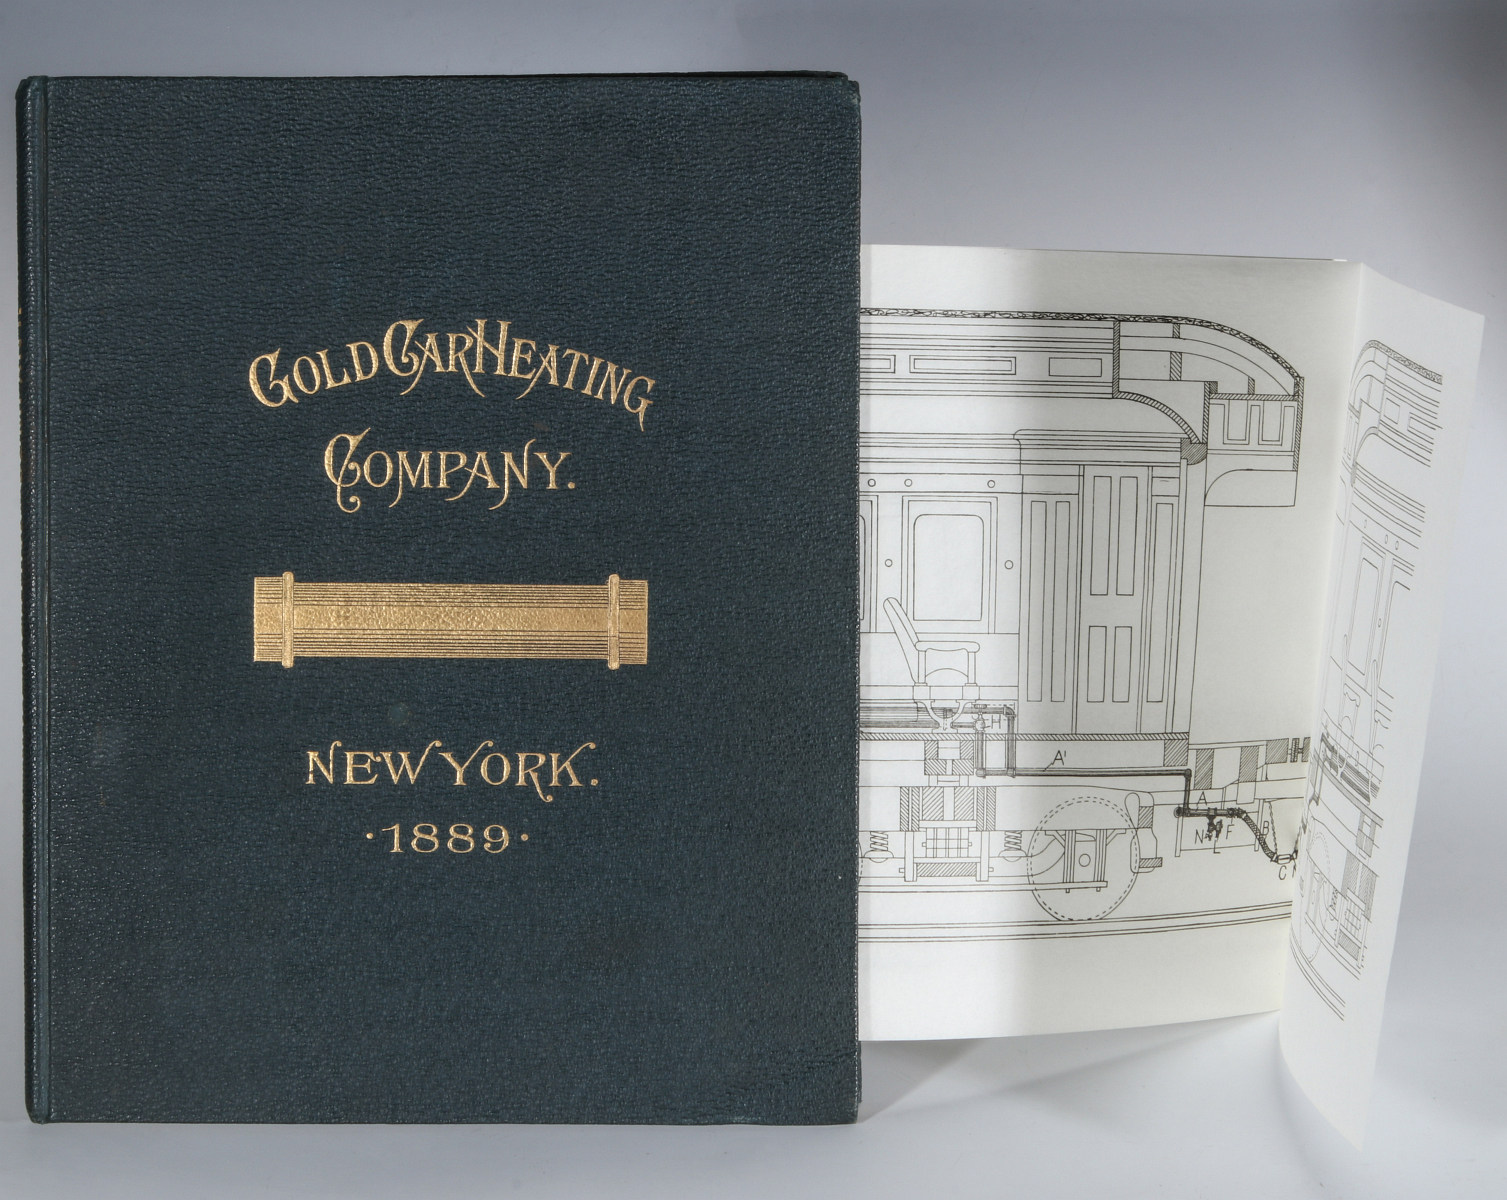 GOLD CAR HEATING
COMPANY.
NEW YORK.
·1889·
H
A'
A
N
F
L
B
C